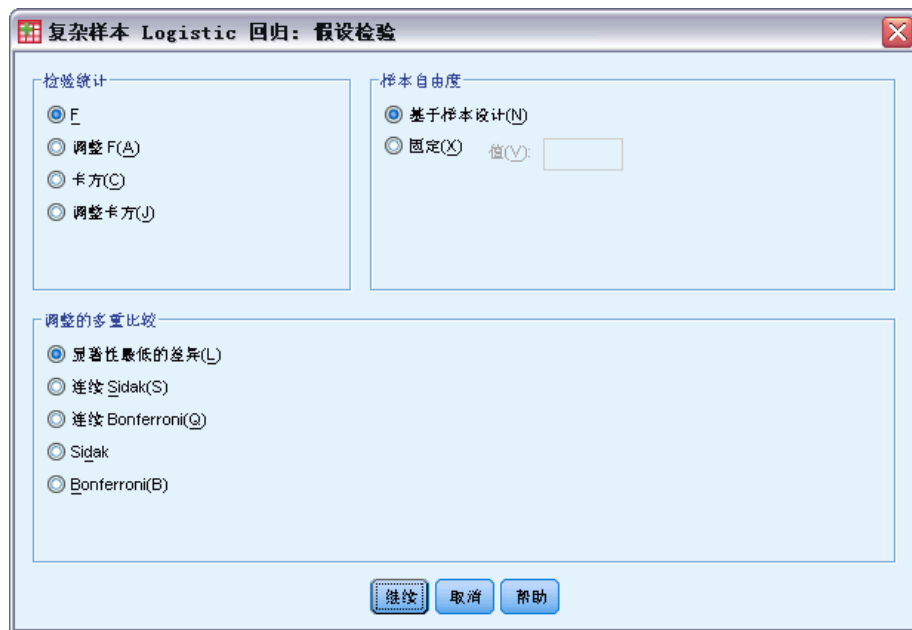 复杂样本 Logistic 回归: 假设检验
检验统计
F
调整 F(A)
卡方(C)
调整卡方(J)
样本自由度
基于样本设计(N)
固定(X) 值(V):
调整的多重比较
显著性最低的差异(L)
连续 Sidak(S)
连续 Bonferroni(Q)
Sidak
Bonferroni(B)
继续 取消 帮助